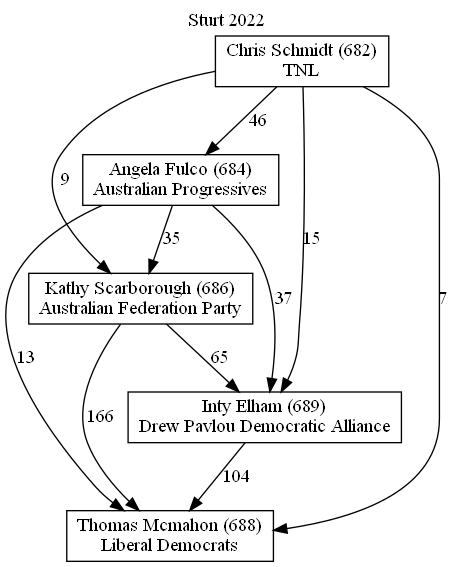 Sturt 2022
Chris Schmidt (682)
TNL
46
Angela Fulco (684)
Australian Progressives
9
35
15
Kathy Scarborough (686)
Australian Federation Party
37
7
13
65
Inty Elham (689)
Drew Pavlou Democratic Alliance
166
104
Thomas Mcmahon (688)
Liberal Democrats